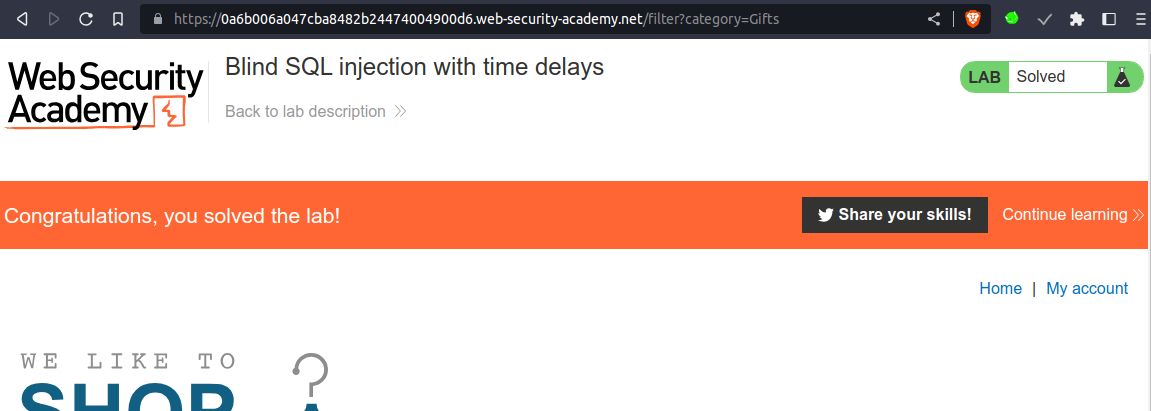 https://0a6b006a047cba8482b24474004900d6.web-security-academy.net/filter?category=Gifts
Web Security
Academy
Blind SQL injection with time delays
Back to lab description
LAB Solved
Congratulations, you solved the lab!
Share your skills! Continue learning
Home | My account
WE LIKE TO
SHOP